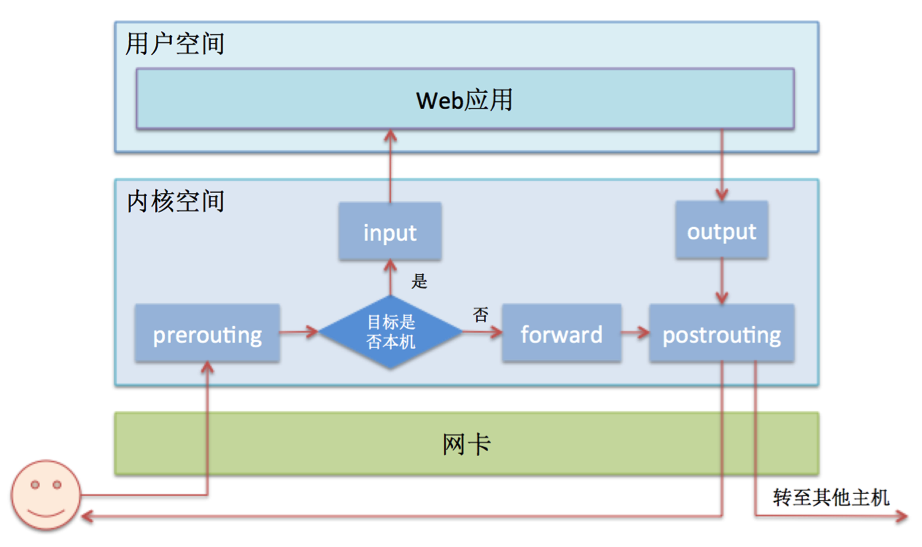 用户空间
Web应用
内核空间
input
output
是
prerouting
目标是
否本机
否
forward
postrouting
网卡
转至其他主机